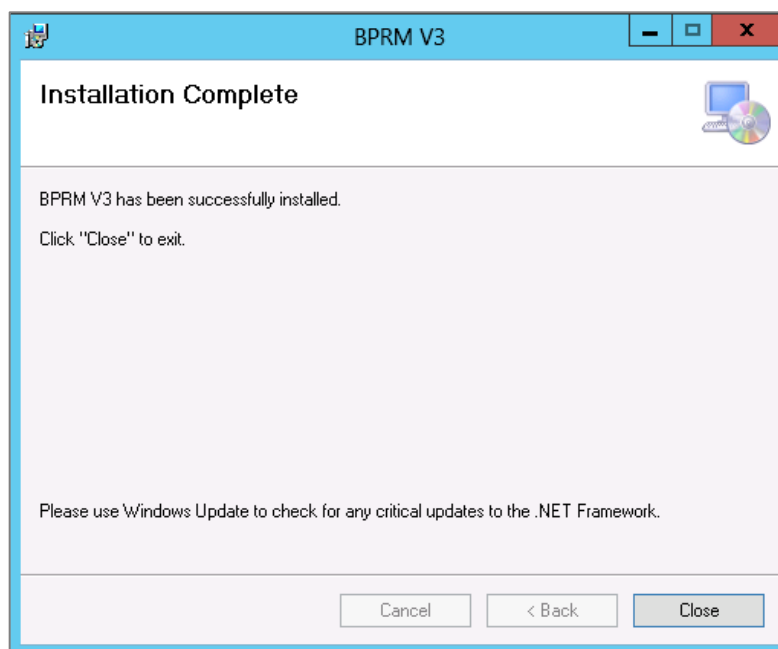 BPRM V3
Installation Complete
BPRM V3 has been successfully installed.
Click "Close" to exit.
Please use Windows Update to check for any critical updates to the .NET Framework.
Cancel
< Back
Close